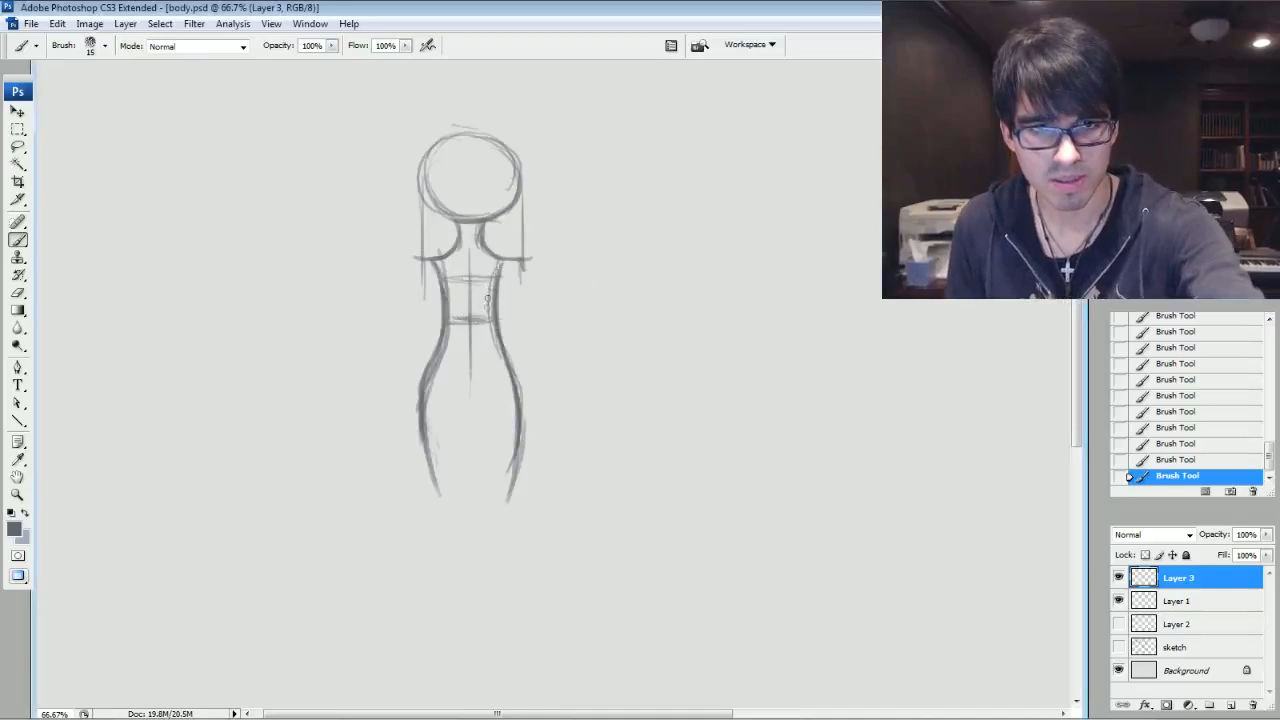 Adobe Photoshop CS3 Extended - [body.psd @ 66.7% (Layer 3, RGB/8)]
File Edit Image Layer Select Filter Analysis View Window Help
Brush: 15 Mode: Normal Opacity: 100% Flow: 100% Workspace
Ps
T
Brush Tool
Brush Tool
Brush Tool
Brush Tool
Brush Tool
Brush Tool
Brush Tool
Brush Tool
Brush Tool
Brush Tool
Brush Tool
Normal Opacity: 100%
Lock: Fill: 100%
Layer 3
Layer 1
Layer 2
sketch
Background
66.67% Doc: 19.8M/20.5M